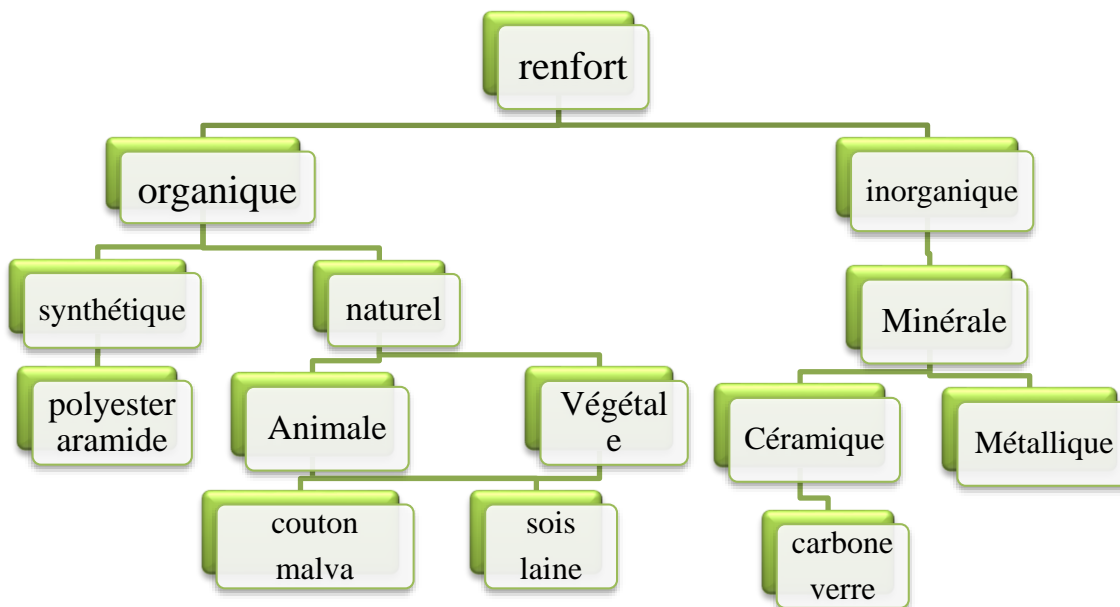 renfort
organique
inorganique
synthétique
naturel
Minérale
polyester
aramide
Animale
Végétal
e
Céramique
Métallique
couton
malva
sois
laine
carbone
verre